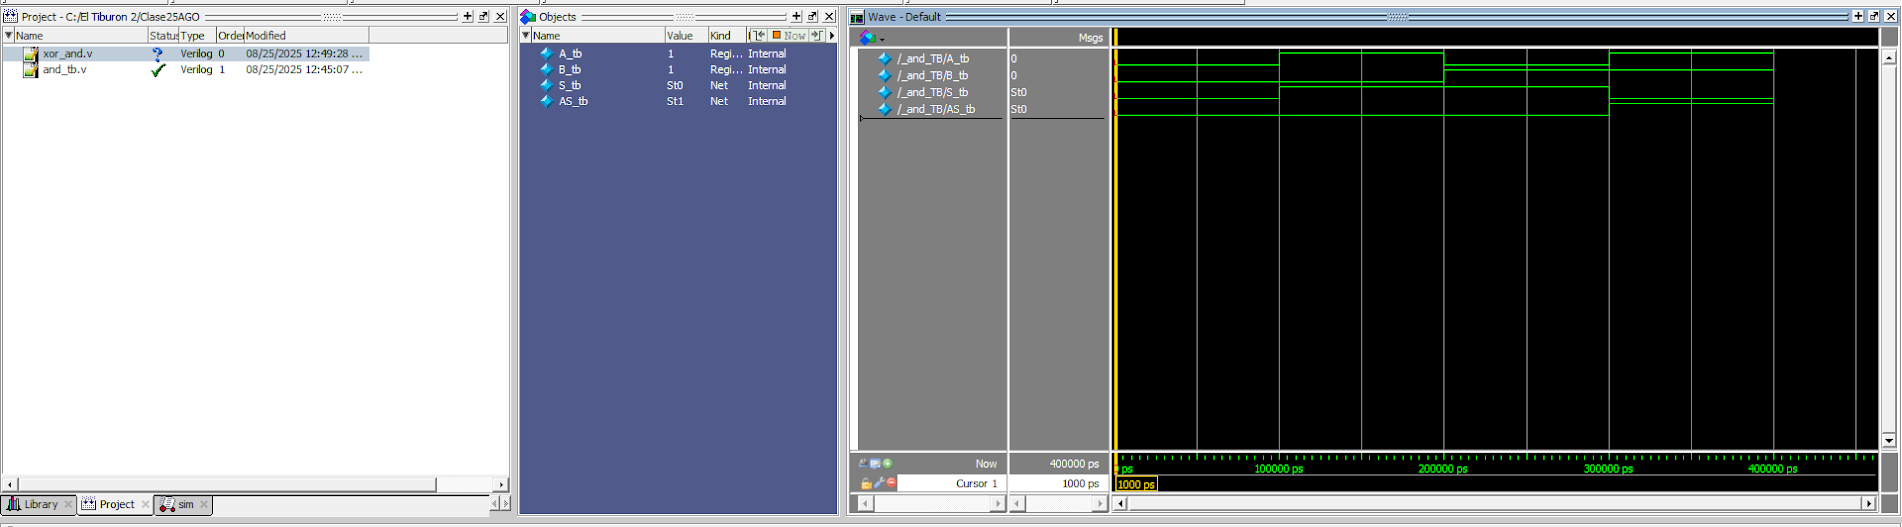 Project - C:/El Tiburon 2/Clase25AGO
Name Status Type Order Modified
xor_and.v Verilog 0 08/25/2025 12:49:28 ...
and_tb.v Verilog 1 08/25/2025 12:45:07 ...
Library Project sim
Objects
Name Value Kind Now
A_tb 1 Regi... Internal
B_tb 1 Regi... Internal
S_tb St0 Net Internal
AS_tb St1 Net Internal
Wave - Default
Msgs
/_and_TB/A_tb 0
/_and_TB/B_tb 0
/_and_TB/S_tb St0
/_and_TB/AS_tb St0
Now 400000 ps ps 100000 ps 200000 ps 300000 ps 400000 ps
Cursor 1 1000 ps 1000 ps